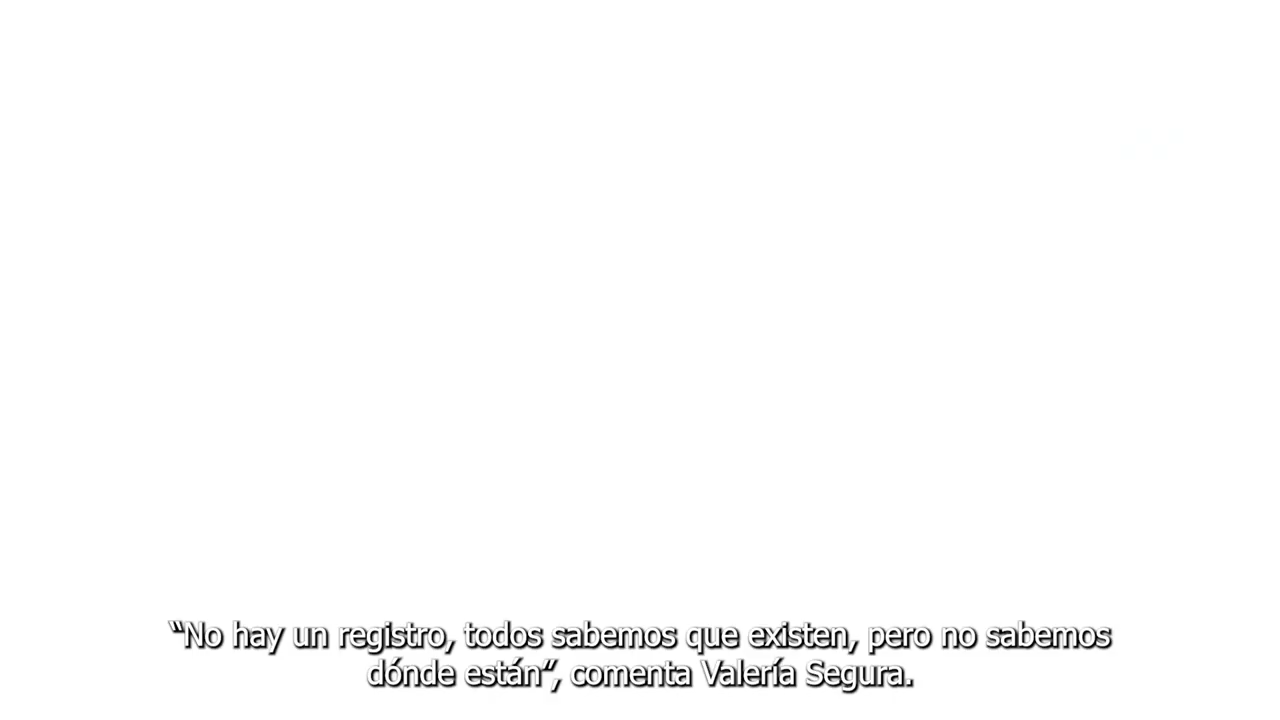 “No hay un registro, todos sabemos que existen, pero no sabemos
dónde están”, comenta Valería Segura.